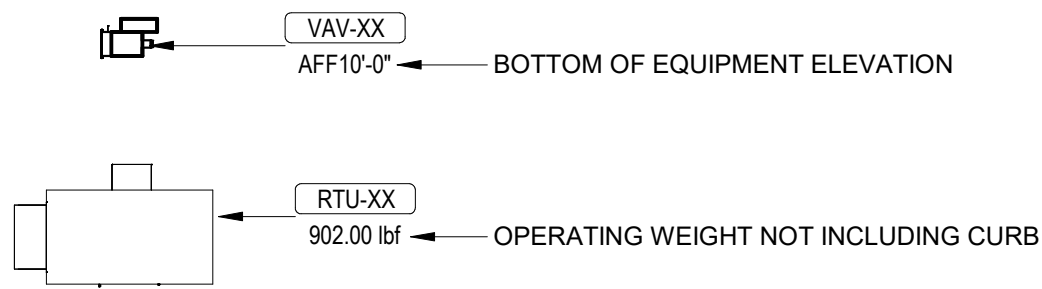 VAV-XX
AFF10'-0" BOTTOM OF EQUIPMENT ELEVATION
RTU-XX
902.00 lbf OPERATING WEIGHT NOT INCLUDING CURB